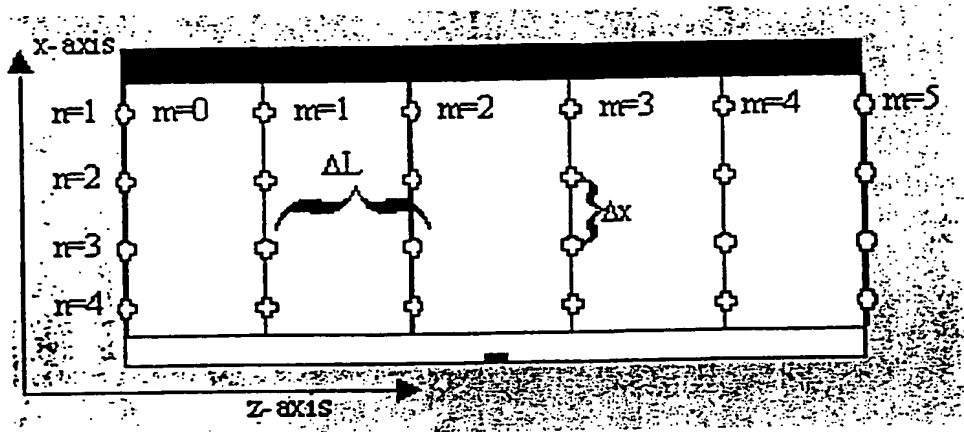 x-axis
n=1 m=0 m=1 m=2 m=3 m=4 m=5
n=2 ΔL
n=3 Δx
n=4
z-axis